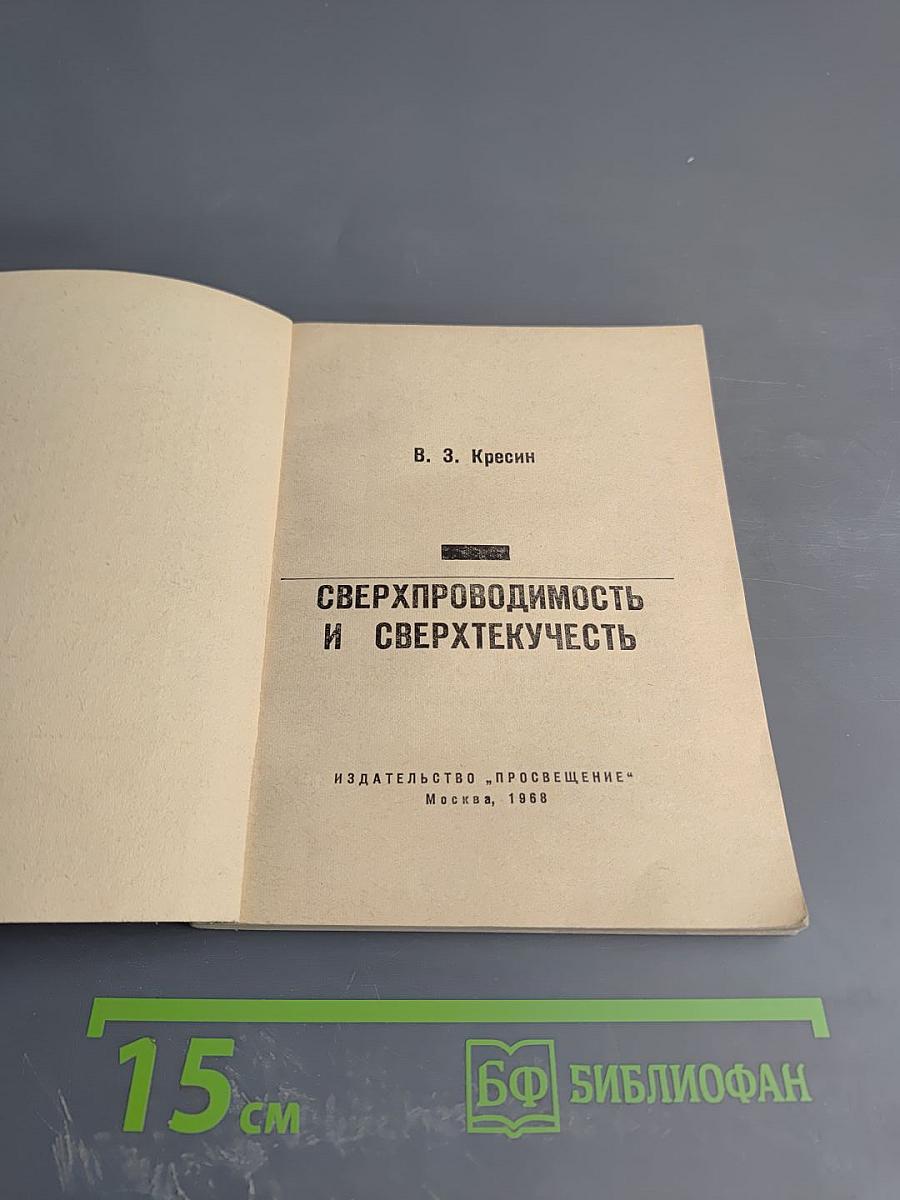 В. З. Кресин
СВЕРХПРОВОДИМОСТЬ
И СВЕРХТЕКУЧЕСТЬ
ИЗДАТЕЛЬСТВО „ПРОСВЕЩЕНИЕ“
Москва, 1968
15 см
БФ БИБЛИОФАН